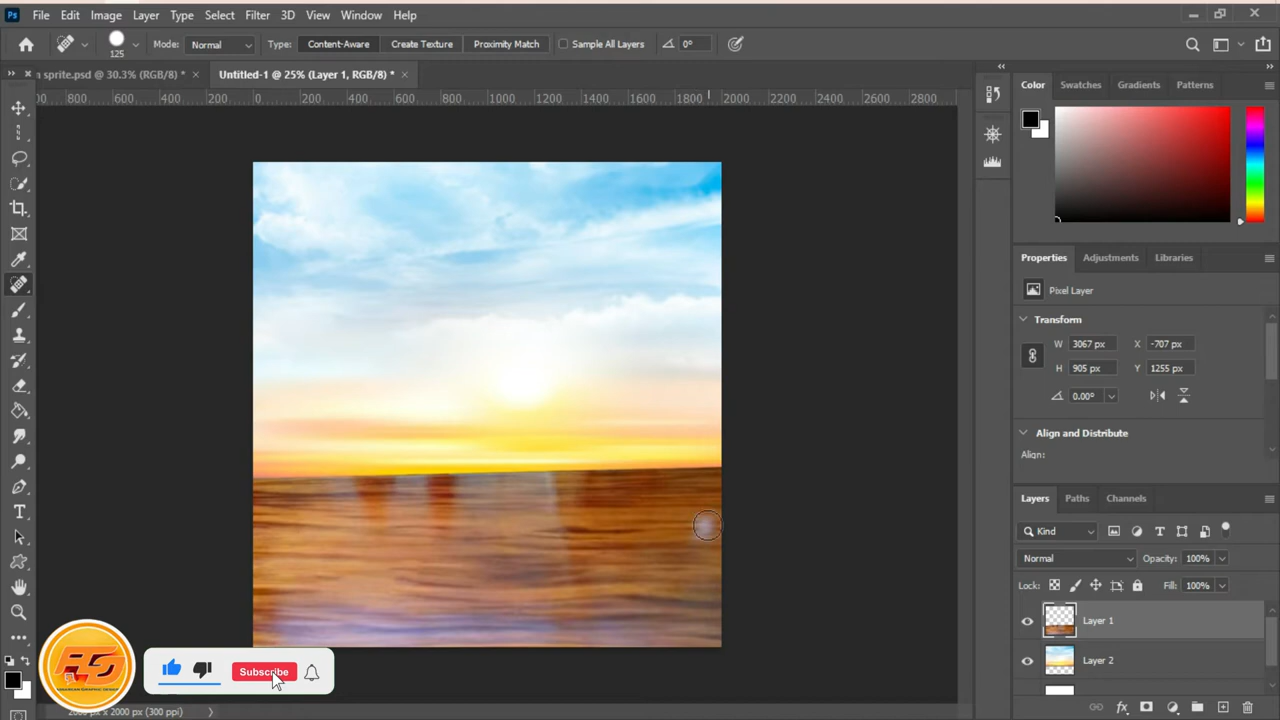 Ps File Edit Image Layer Type Select Filter 3D View Window Help
125 Mode: Normal Type: Content-Aware Create Texture Proximity Match Sample All Layers 0°
n sprite.psd @ 30.3% (RGB/8) * × Untitled-1 @ 25% (Layer 1, RGB/8) * ×
800 600 400 200 0 200 400 600 800 1000 1200 1400 1600 1800 2000 2200 2400 2600 2800
Color Swatches Gradients Patterns
Properties Adjustments Libraries
Pixel Layer
Transform
W 3067 px X -707 px
H 905 px Y 1255 px
0.00°
Align and Distribute
Align:
Layers Paths Channels
Kind
Normal Opacity: 100%
Lock: Fill: 100%
Layer 1
Layer 2
Subscribe
2000 px x 2000 px (300 ppi)